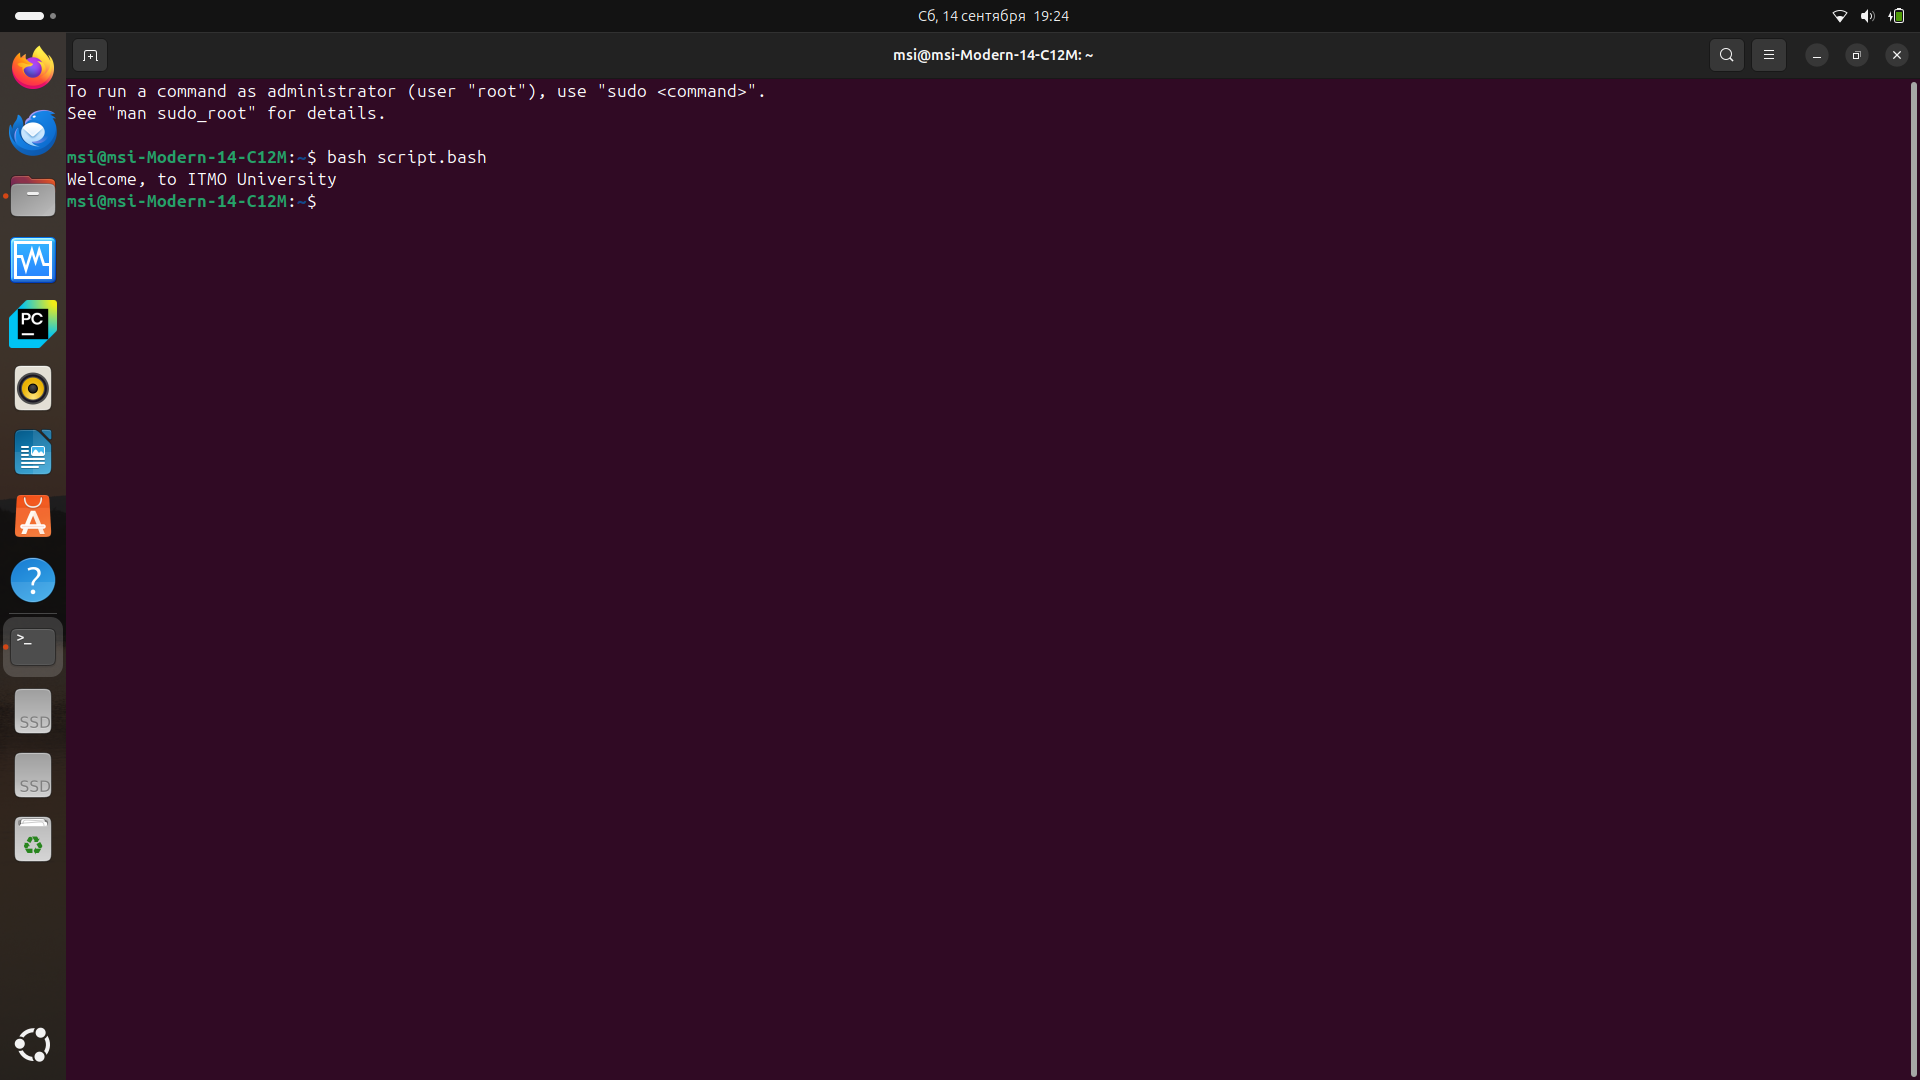 Сб, 14 сентября 19:24
msi@msi-Modern-14-C12M: ~
To run a command as administrator (user "root"), use "sudo <command>".
See "man sudo_root" for details.
msi@msi-Modern-14-C12M:~$ bash script.bash
Welcome, to ITMO University
msi@msi-Modern-14-C12M:~$
PC
?
>_
SSD
SSD